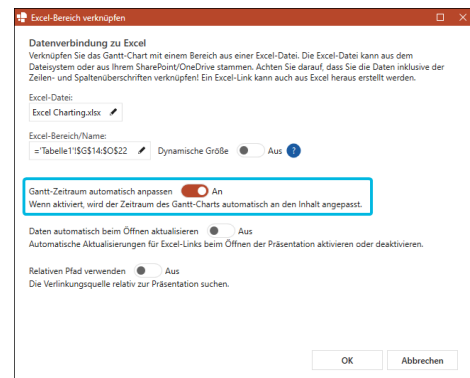 Excel-Bereich verknüpfen
Datenverbindung zu Excel
Verknüpfen Sie das Gantt-Chart mit einem Bereich aus einer Excel-Datei. Die Excel-Datei kann aus dem
Dateisystem oder aus Ihrem SharePoint/OneDrive stammen. Achten Sie darauf, dass Sie die Daten inklusive der
Zeilen- und Spaltenüberschriften verknüpfen! Ein Excel-Link kann auch aus Excel heraus erstellt werden.
Excel-Datei:
Excel Charting.xlsx
Excel-Bereich/Name:
='Tabelle1'!$G$14:$O$22 Dynamische Größe Aus ?
Gantt-Zeitraum automatisch anpassen An
Wenn aktiviert, wird der Zeitraum des Gantt-Charts automatisch an den Inhalt angepasst.
Daten automatisch beim Öffnen aktualisieren Aus
Automatische Aktualisierungen für Excel-Links beim Öffnen der Präsentation aktivieren oder deaktivieren.
Relativen Pfad verwenden Aus
Die Verlinkungsquelle relativ zur Präsentation suchen.
OK Abbrechen